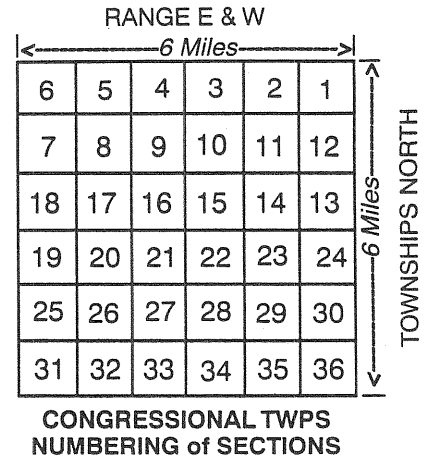 RANGE E & W
6 Miles
6 5 4 3 2 1
7 8 9 10 11 12
18 17 16 15 14 13
19 20 21 22 23 24
25 26 27 28 29 30
31 32 33 34 35 36
6 Miles
TOWNSHIPS NORTH
CONGRESSIONAL TWPS
NUMBERING of SECTIONS